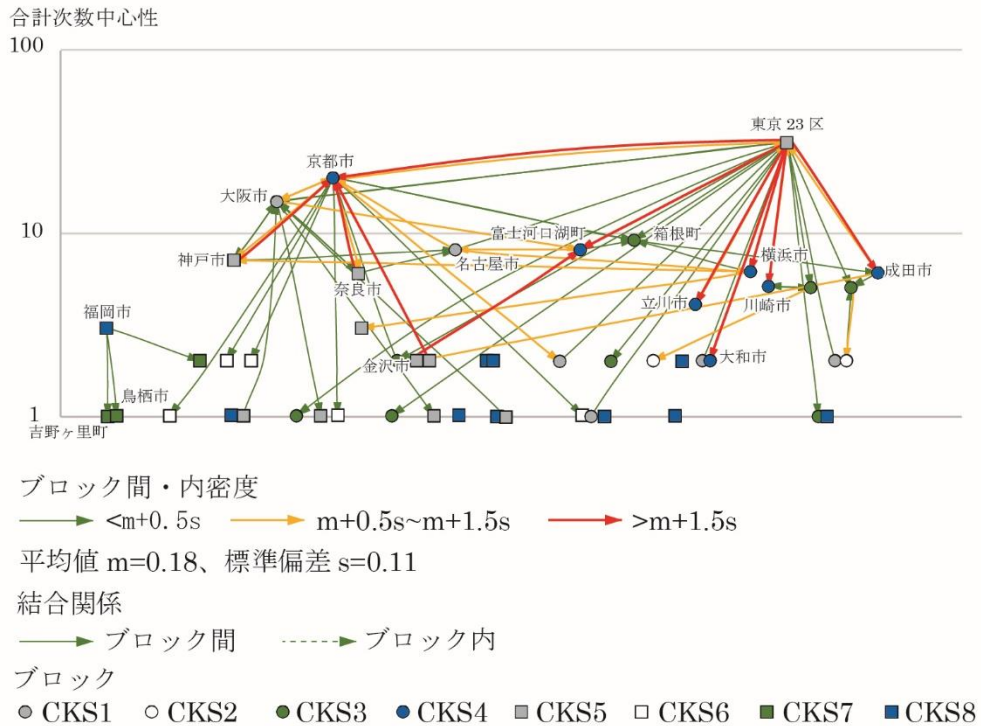 合計次数中心性
100
東京 23 区
京都市
大阪市
10
富士河口湖町
箱根町
神戸市
名古屋市
横浜市
成田市
奈良市
川崎市
立川市
福岡市
金沢市
大和市
鳥栖市
1
吉野ヶ里町
ブロック間・内密度
<m+0.5s
m+0.5s~m+1.5s
>m+1.5s
平均値 m=0.18、標準偏差 s=0.11
結合関係
ブロック間
ブロック内
ブロック
CKS1 CKS2 CKS3 CKS4 CKS5 CKS6 CKS7 CKS8